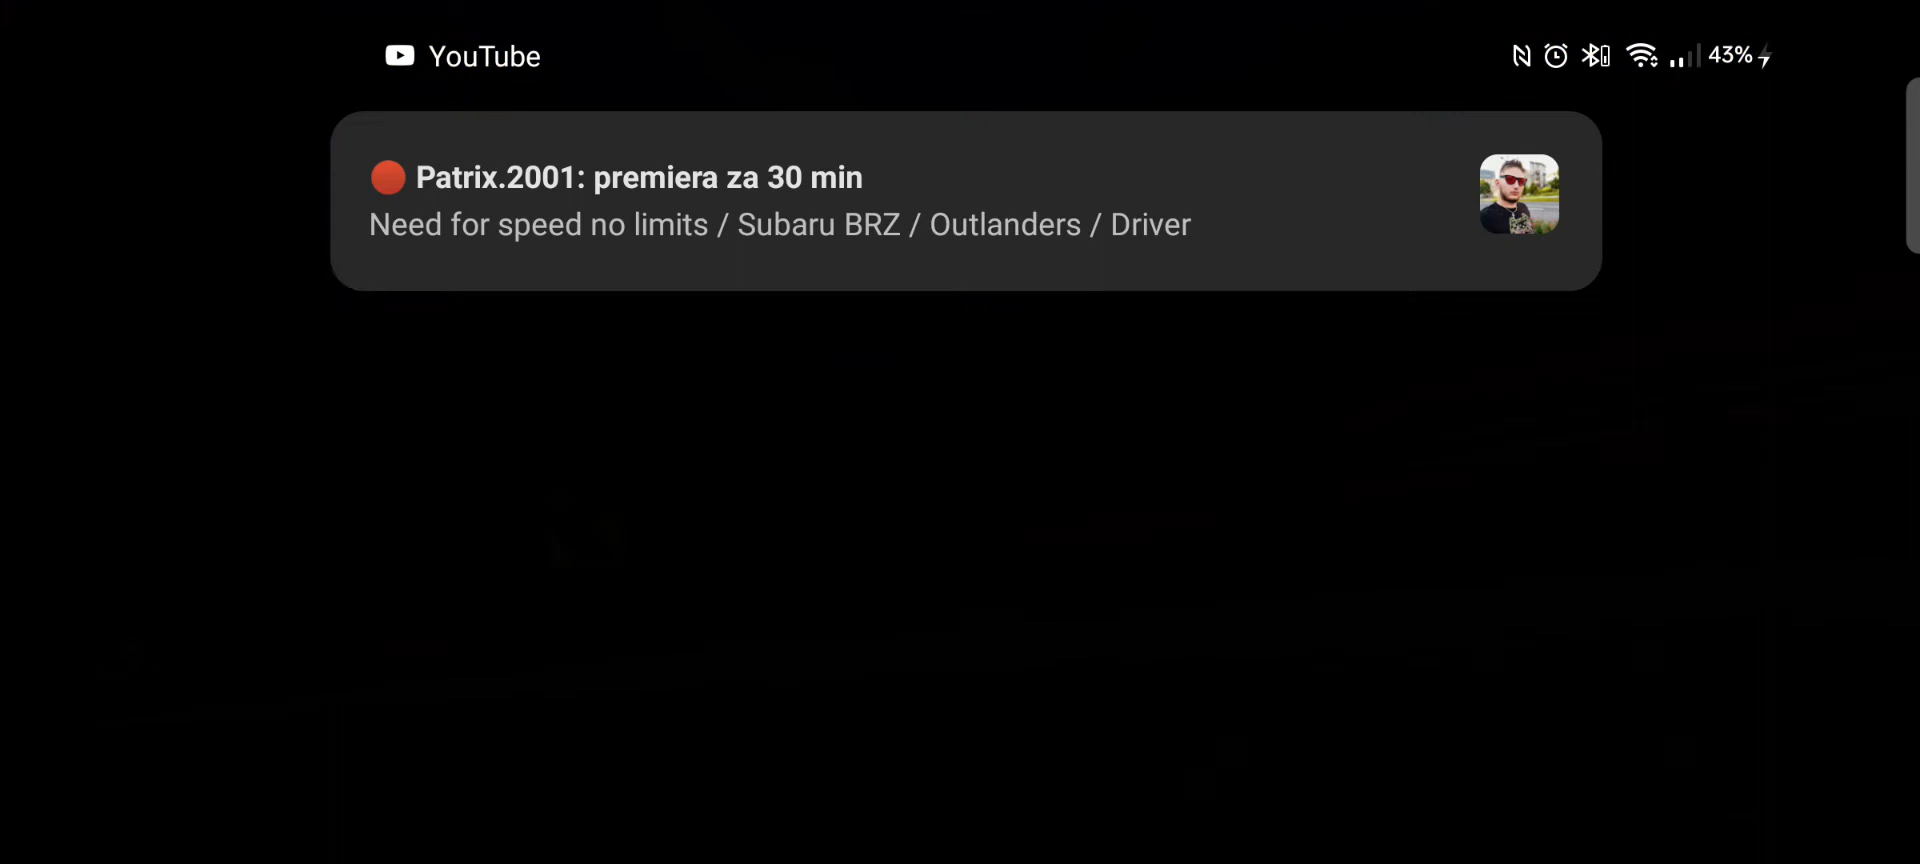 YouTube
43%
Patrix.2001: premiera za 30 min
Need for speed no limits / Subaru BRZ / Outlanders / Driver